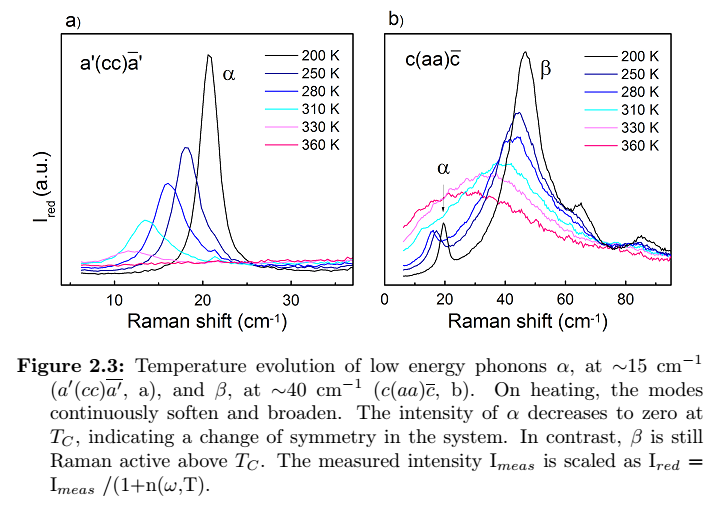 a)
b)
a'(cc)a̅'
α
200 K
250 K
280 K
310 K
330 K
360 K
c(aa)c̅
β
α
200 K
250 K
280 K
310 K
330 K
360 K
I_red (a.u.)
10 20 30
20 40 60 80
Raman shift (cm⁻¹)
Raman shift (cm⁻¹)
Figure 2.3: Temperature evolution of low energy phonons α, at ∼15 cm⁻¹
(a′(cc)a̅′, a), and β, at ∼40 cm⁻¹ (c(aa)c̅, b). On heating, the modes
continuously soften and broaden. The intensity of α decreases to zero at
T_C, indicating a change of symmetry in the system. In contrast, β is still
Raman active above T_C. The measured intensity I_meas is scaled as I_red =
I_meas /(1+n(ω,T).